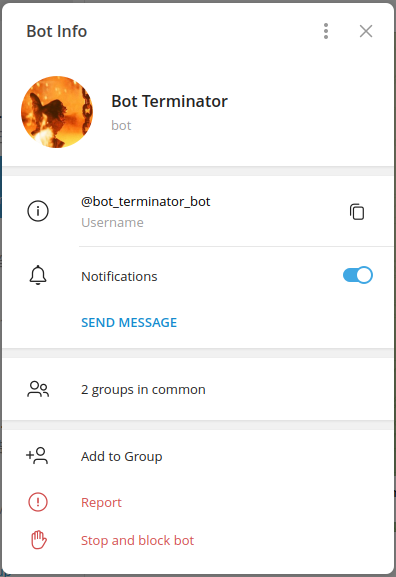 Bot Info
Bot Terminator
bot
@bot_terminator_bot
Username
Notifications
SEND MESSAGE
2 groups in common
Add to Group
Report
Stop and block bot